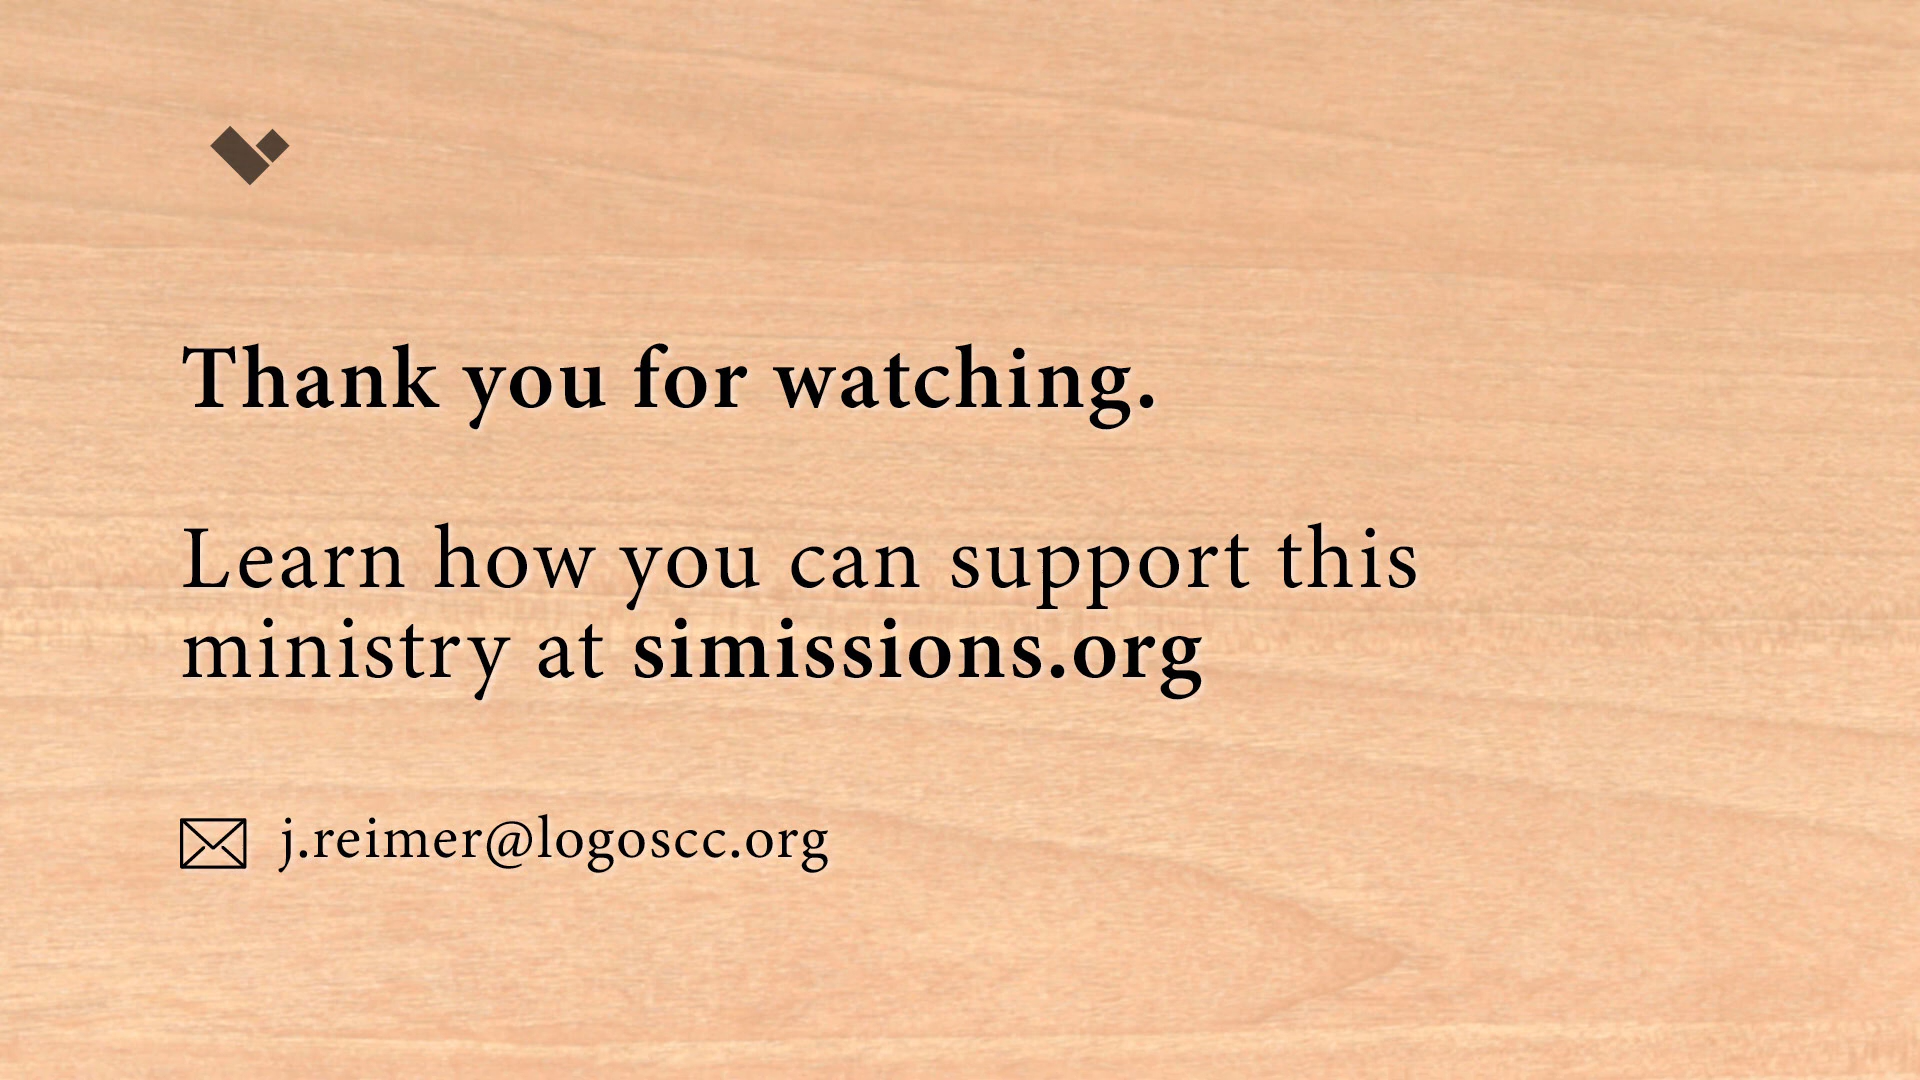 Thank you for watching.
Learn how you can support this
ministry at simissions.org
j.reimer@logoscc.org